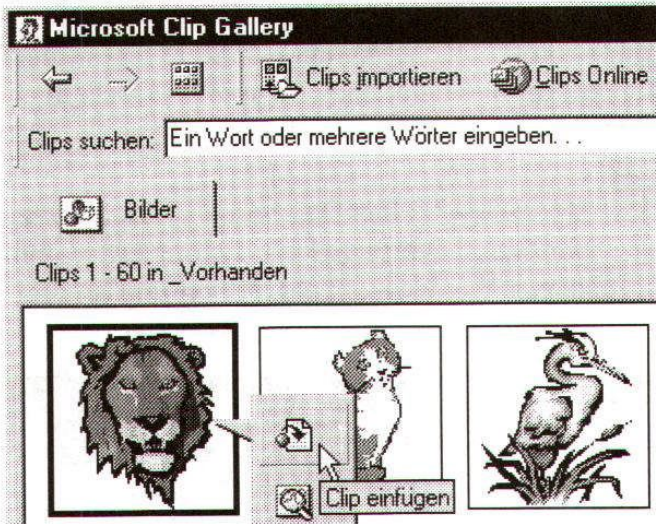 Microsoft Clip Gallery
Clips importieren
Clips Online
Clips suchen: Ein Wort oder mehrere Wörter eingeben. . .
Bilder
Clips 1 - 60 in _Vorhanden
Clip einfügen